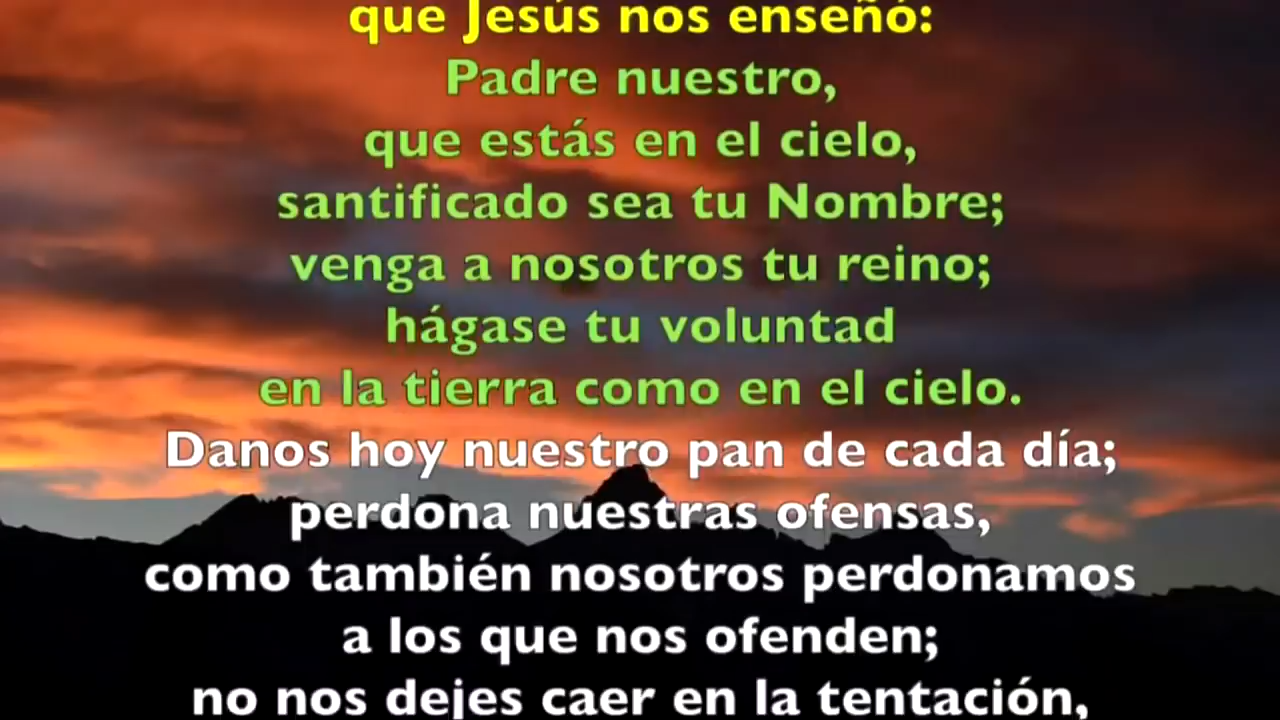 que Jesús nos enseñó:
Padre nuestro,
que estás en el cielo,
santificado sea tu Nombre;
venga a nosotros tu reino;
hágase tu voluntad
en la tierra como en el cielo.
Danos hoy nuestro pan de cada día;
perdona nuestras ofensas,
como también nosotros perdonamos
a los que nos ofenden;
no nos dejes caer en la tentación,